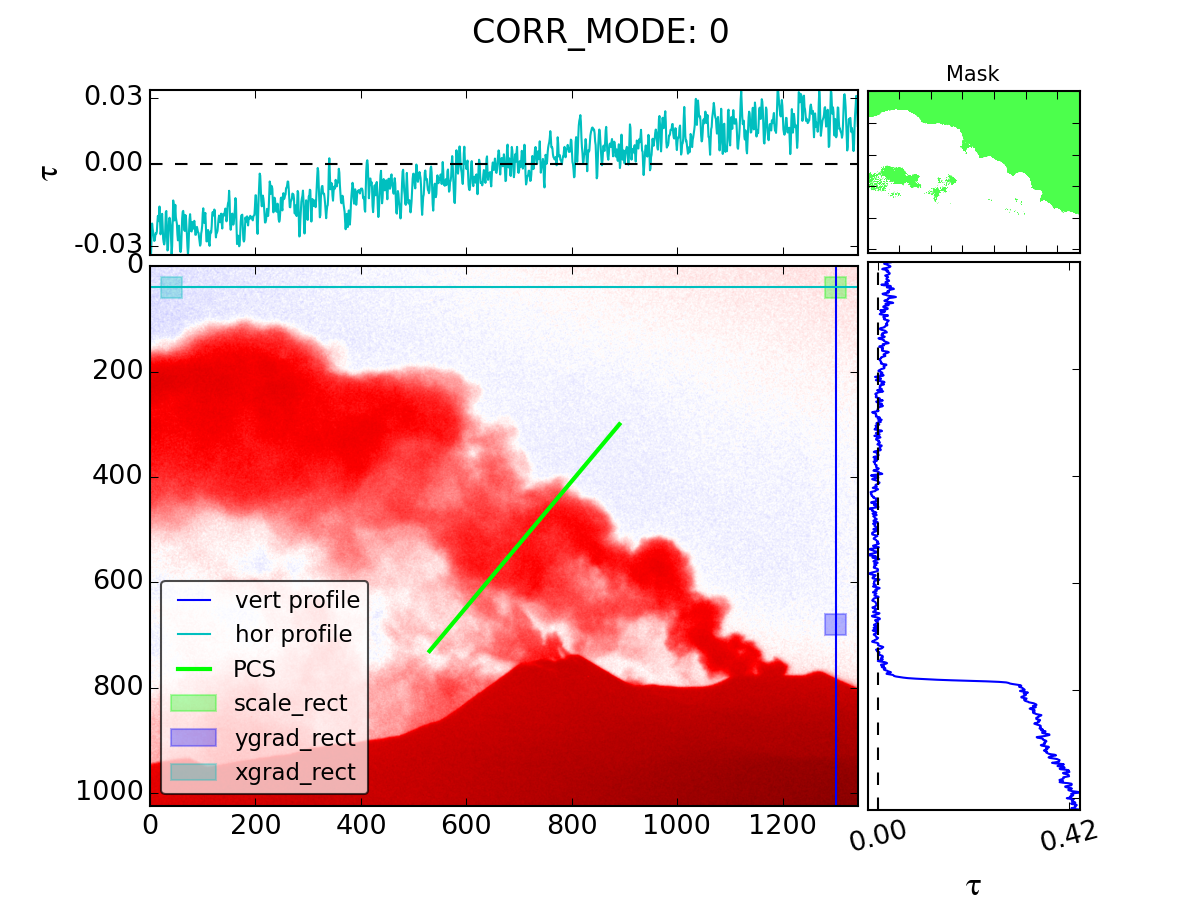 CORR_MODE: 0
Mask
τ
0.03
0.00
-0.03
0
200
400
600
800
1000
vert profile
hor profile
PCS
scale_rect
ygrad_rect
xgrad_rect
0 200 400 600 800 1000 1200
0.00 0.42
τ